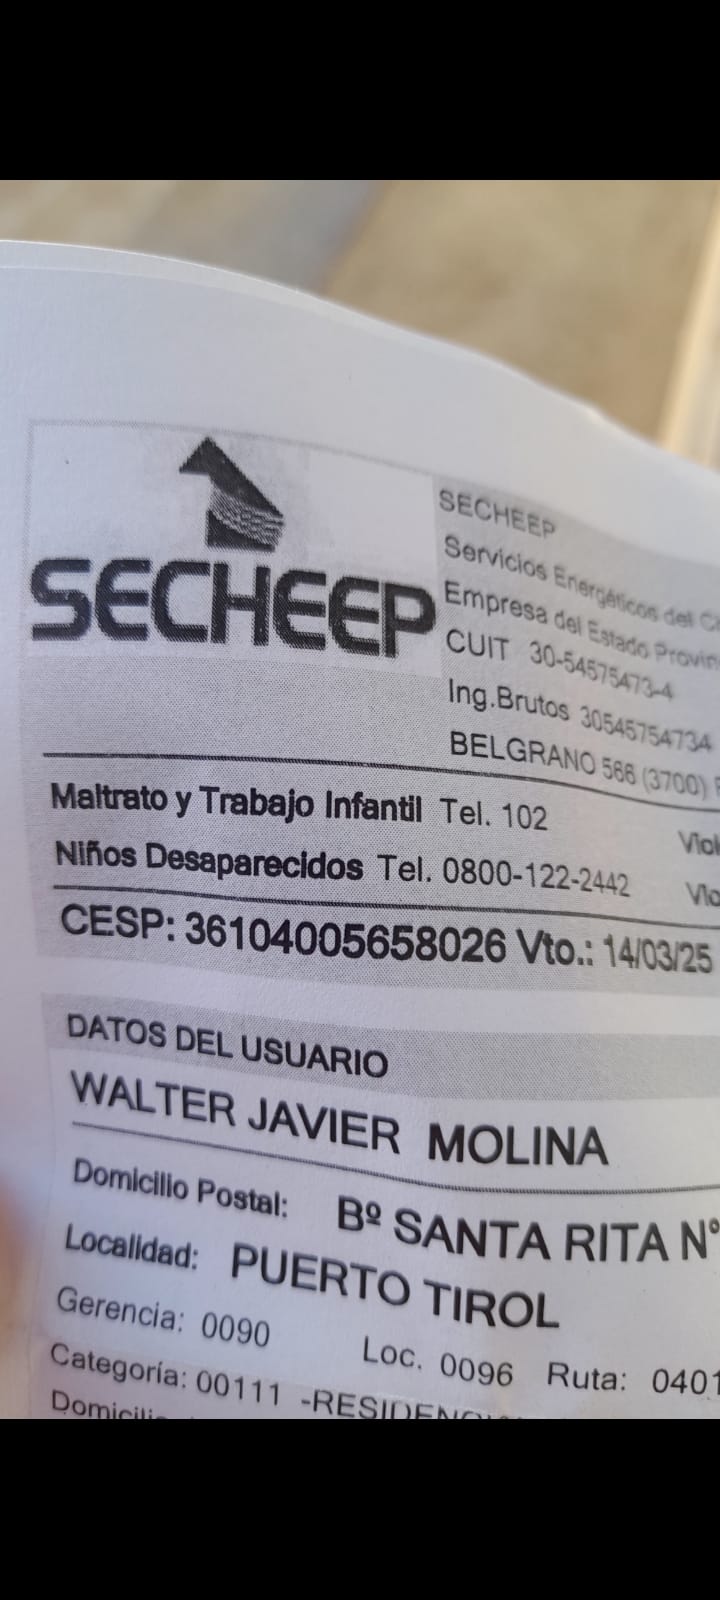 SECHEEP
SECHEEP
Servicios Energéticos del
Empresa del Estado
CUIT 30-54575473-4
Ing.Brutos 30545754734
BELGRANO 566 (3700)
Maltrato y Trabajo Infantil Tel. 102
Niños Desaparecidos Tel. 0800-122-2442
CESP: 36104005658026 Vto.: 14/03/25
DATOS DEL USUARIO
WALTER JAVIER MOLINA
Domicilio Postal: Bº SANTA RITA Nº
Localidad: PUERTO TIROL
Gerencia: 0090 Loc. 0096 Ruta: 0401
Categoría: 00111